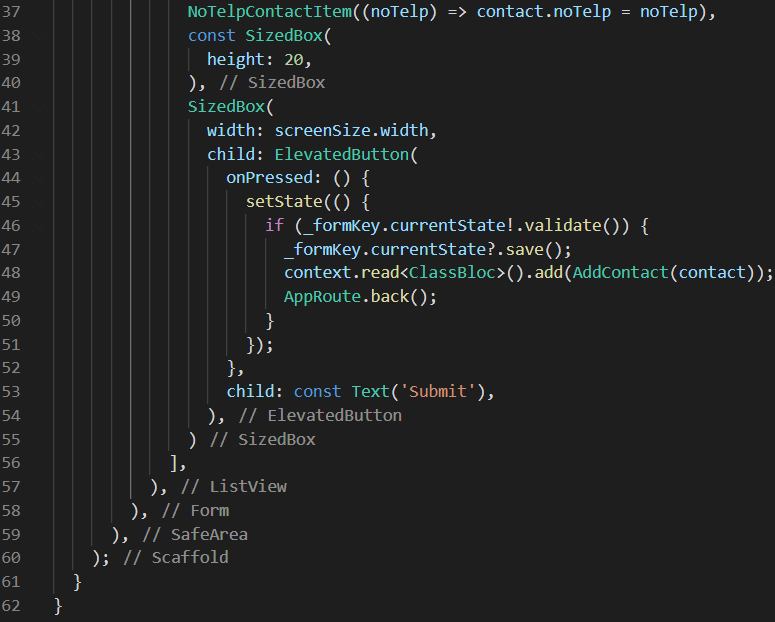 37 NoTelpContactItem((noTelp) => contact.noTelp = noTelp),
38 const SizedBox(
39 height: 20,
40 ), // SizedBox
41 SizedBox(
42 width: screenSize.width,
43 child: ElevatedButton(
44 onPressed: () {
45 setState(() {
46 if (_formKey.currentState!.validate()) {
47 _formKey.currentState?.save();
48 context.read<ClassBloc>().add(AddContact(contact));
49 AppRoute.back();
50 }
51 });
52 },
53 child: const Text('Submit'),
54 ), // ElevatedButton
55 ) // SizedBox
56 ],
57 ), // ListView
58 ), // Form
59 ), // SafeArea
60 ); // Scaffold
61 }
62 }